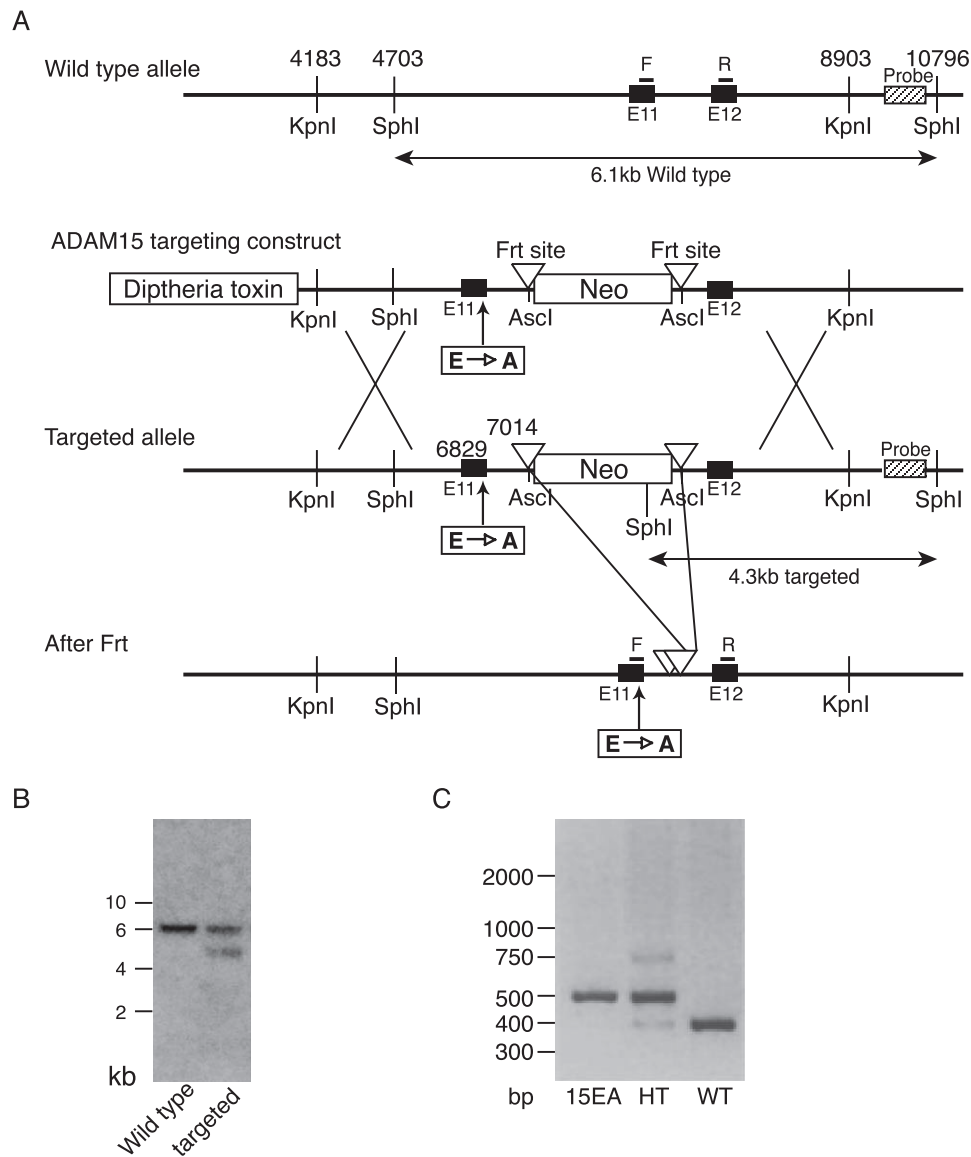 A
Wild type allele
4183
4703
F
R
8903
10796
Probe
KpnI
SphI
E11
E12
KpnI
SphI
6.1kb Wild type
ADAM15 targeting construct
Frt site
Frt site
Diptheria toxin
Neo
KpnI
SphI
E11
AscI
AscI
E12
KpnI
E A
Targeted allele
6829
7014
Neo
Probe
KpnI
SphI
E11
AscI
SphI
AscI
E12
KpnI
SphI
E A
4.3kb targeted
After Frt
F
R
KpnI
SphI
E11
E12
KpnI
E A
B
10
6
4
2
kb
Wild type
targeted
C
2000
1000
750
500
400
300
bp
15EA
HT
WT